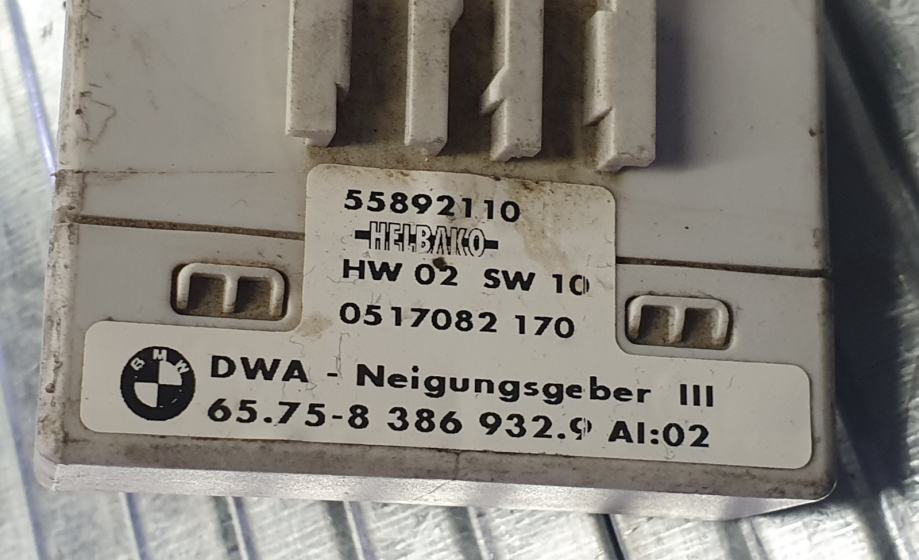 55892110
HELBAKO
HW 02 SW 10
0517082 170
BMW
DWA - Neigungsgeber III
65.75-8 386 932.9 AI:02